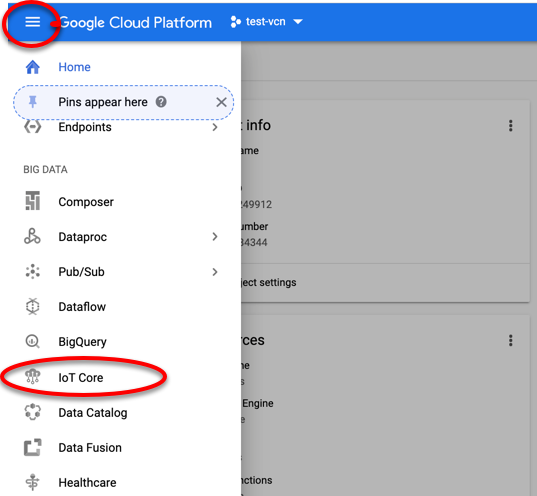 Google Cloud Platform test-vcn
Home
Pins appear here ?
Endpoints
BIG DATA
Composer
Dataproc
Pub/Sub
Dataflow
BigQuery
IoT Core
Data Catalog
Data Fusion
Healthcare
t info
ame
249912
umber
34344
ject settings
rces
ne
s
Engine
e
s
nctions